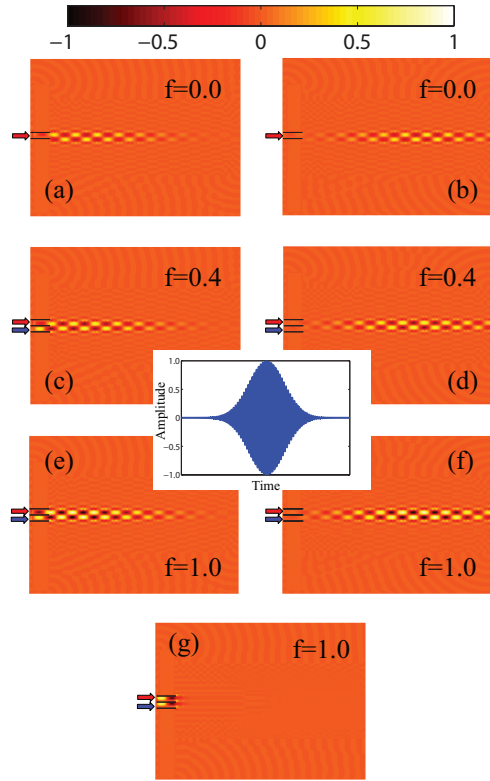 −1 −0.5 0 0.5 1
f=0.0 f=0.0
(a) (b)
f=0.4 f=0.4
(c) (d)
1.0
0.5
0
−0.5
−1.0
Amplitude
Time
(e) (f)
f=1.0 f=1.0
(g) f=1.0